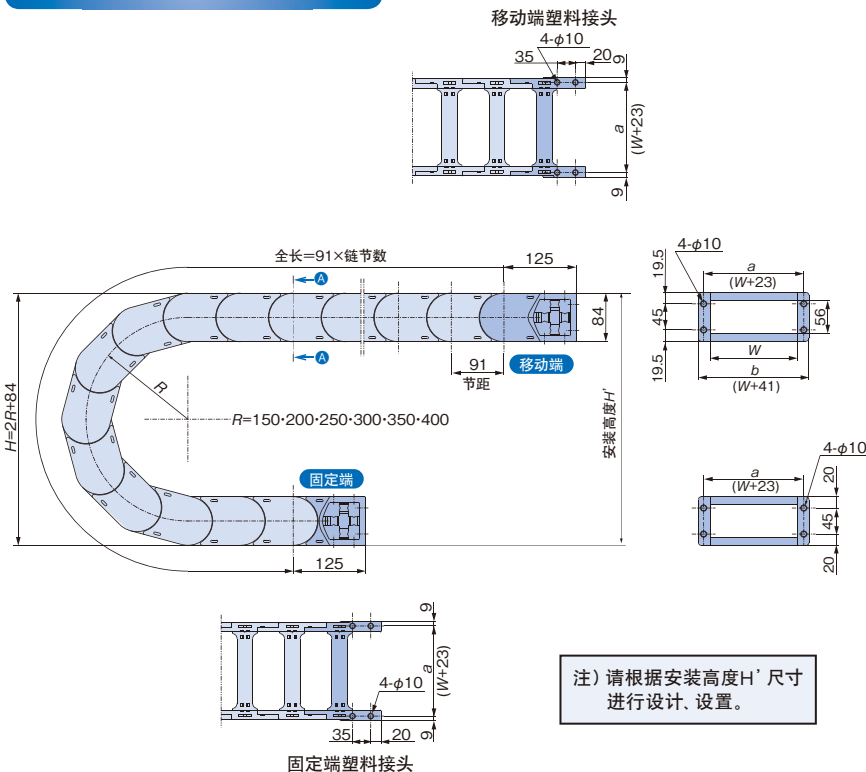 移动端塑料接头
4-φ10
35
20
9
a
(W+23)
9
全长=91×链节数
125
A
A
84
91
节距
移动端
R
R=150·200·250·300·350·400
H=2R+84
安装高度H'
固定端
125
4-φ10
a
(W+23)
19.5
45
19.5
56
W
b
(W+41)
4-φ10
a
(W+23)
20
45
20
9
a
(W+23)
4-φ10
35
20
9
固定端塑料接头
注)请根据安装高度H'尺寸
进行设计、设置。